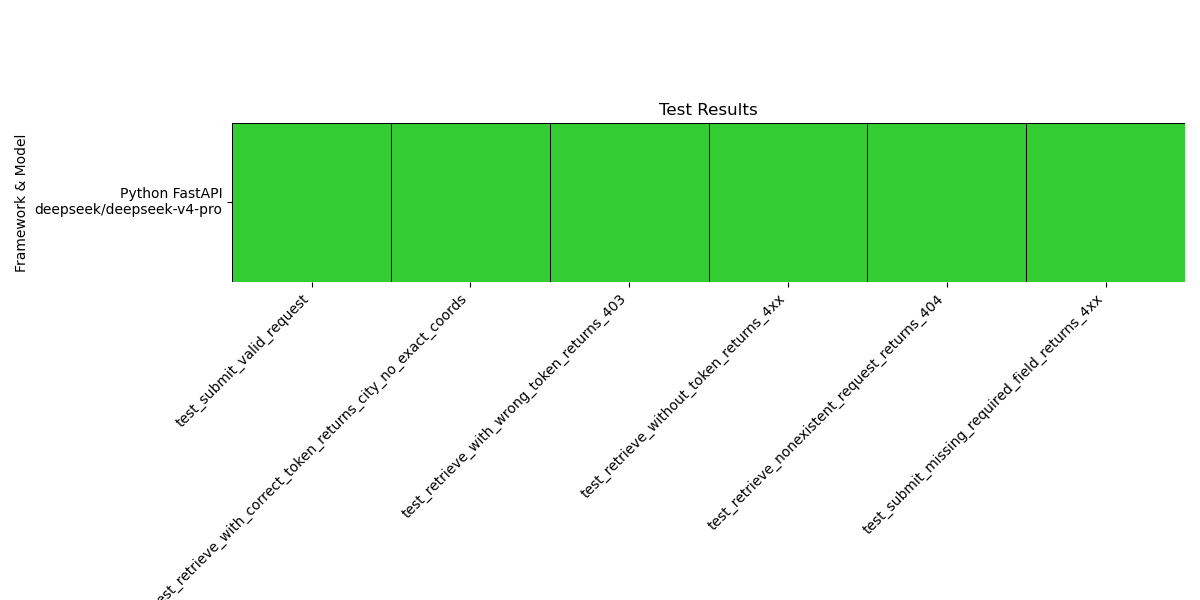 Test Results
Framework & Model
Python FastAPI
deepseek/deepseek-v4-pro
test_submit_valid_request
est_retrieve_with_correct_token_returns_city_no_exact_coords
test_retrieve_with_wrong_token_returns_403
test_retrieve_without_token_returns_4xx
test_retrieve_nonexistent_request_returns_404
test_submit_missing_required_field_returns_4xx